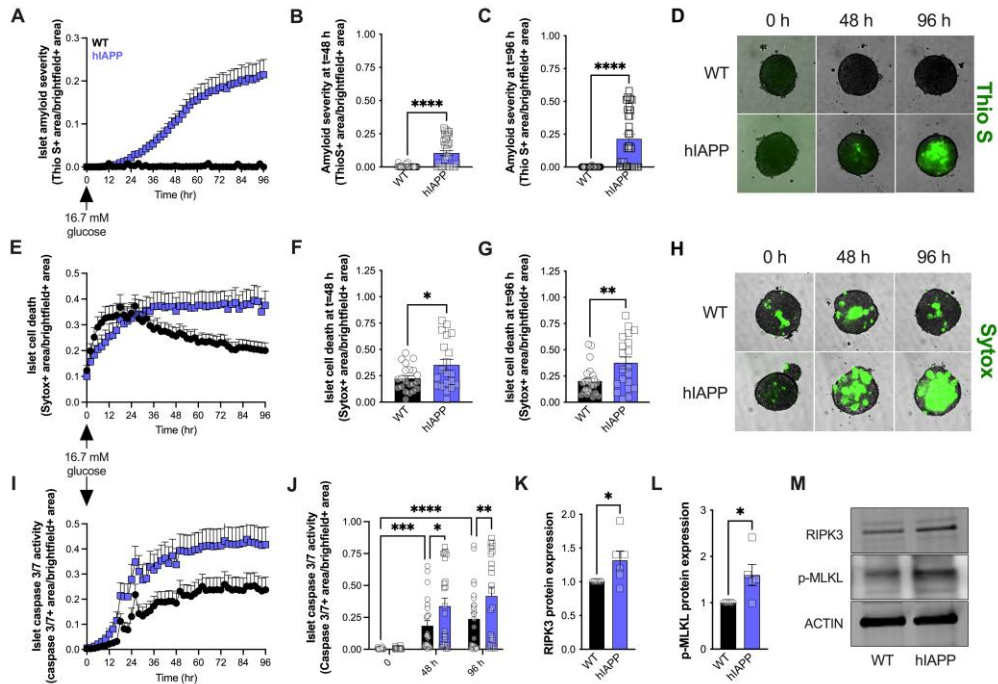 A
WT
hIAPP
Islet amyloid severity
(Thio S+ area/brightfield+ area)
0.3
0.2
0.1
0.0
0 12 24 36 48 60 72 84 96
Time (hr)
16.7 mM
glucose
B
Amyloid severity at t=48 h
(ThioS+ area/brightfield+ area)
1.00
0.75
0.50
0.25
0.00
****
WT
hIAPP
C
Amyloid severity at t=96 h
(Thio S+ area/brightfield+ area)
1.00
0.75
0.50
0.25
0.00
****
WT
hIAPP
D
0 h 48 h 96 h
WT
hIAPP
Thio S
E
Islet cell death
(Sytox+ area/brightfield+ area)
0.5
0.4
0.3
0.2
0.1
0 12 24 36 48 60 72 84 96
Time (hr)
16.7 mM
glucose
F
Islet cell death at t=48 h
(Sytox+ area/brightfield+ area)
1.25
1.00
0.75
0.50
0.25
0.00
*
WT
hIAPP
G
Islet cell death at t=96 h
(Sytox+ area/brightfield+ area)
1.25
1.00
0.75
0.50
0.25
0.00
**
WT
hIAPP
H
0 h 48 h 96 h
WT
hIAPP
Sytox
I
Islet caspase 3/7 activity
(caspase 3/7+ area/brightfield+ area)
0.6
0.4
0.2
0.0
0 12 24 36 48 60 72 84 96
Time (hr)
J
Islet caspase 3/7 activity
(Caspase 3/7+ area/brightfield+ area)
1.00
0.75
0.50
0.25
0.00
****
*** * **
0 48 h 96 h
K
RIPK3 protein expression
2.0
1.5
1.0
0.5
0.0
*
WT
hIAPP
L
p-MLKL protein expression
3
2
1
0
*
WT
hIAPP
M
RIPK3
p-MLKL
ACTIN
WT hIAPP